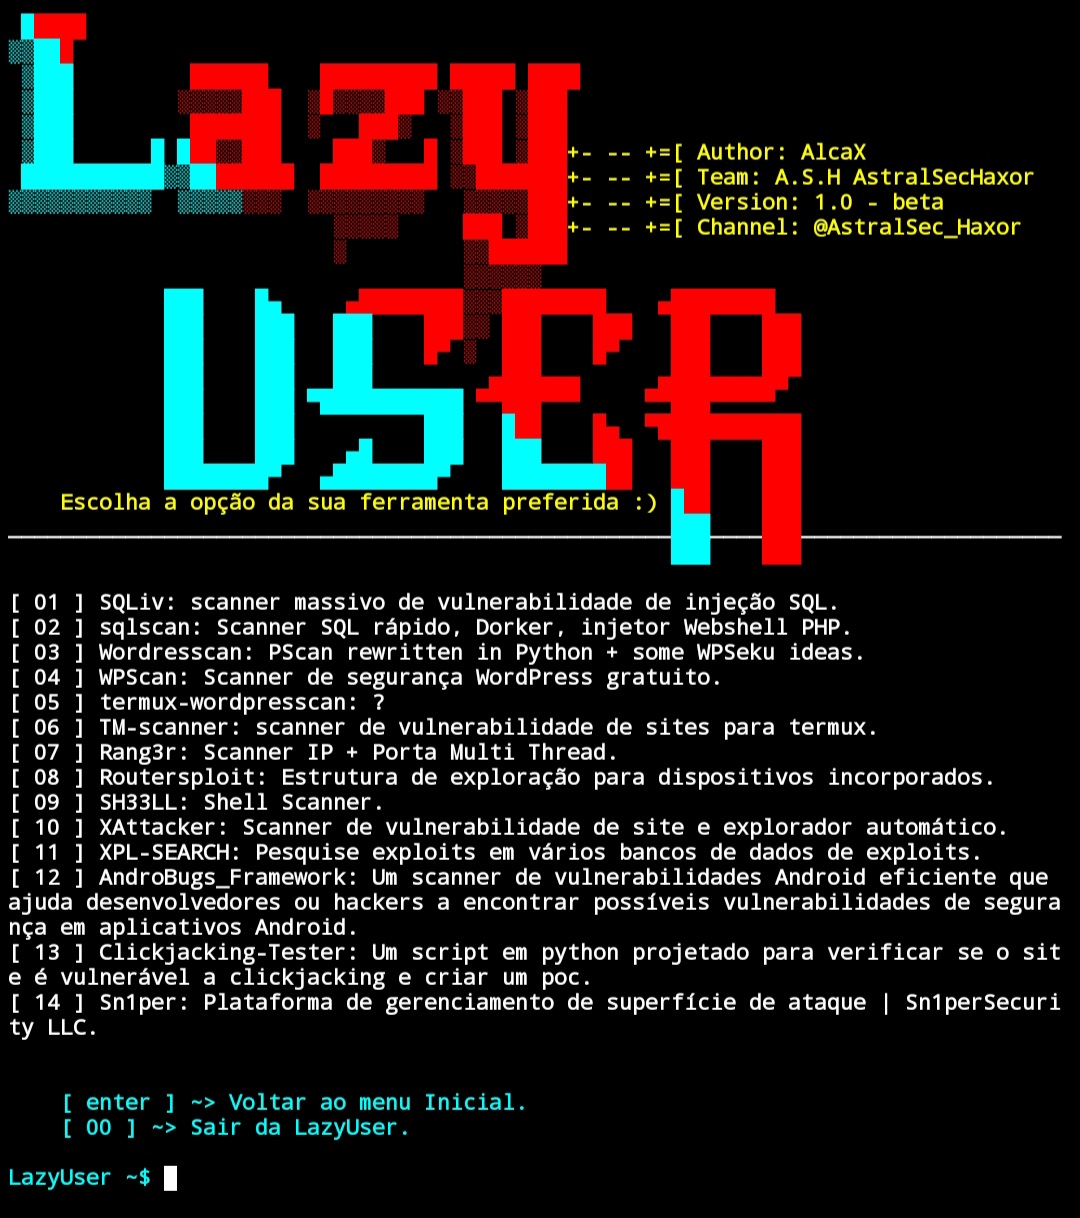 Lazy
+- -- +=[ Author: AlcaX
+- -- +=[ Team: A.S.H AstralSecHaxor
+- -- +=[ Version: 1.0 - beta
+- -- +=[ Channel: @AstralSec_Haxor
USER
Escolha a opção da sua ferramenta preferida :)
[ 01 ] SQLiv: scanner massivo de vulnerabilidade de injeção SQL.
[ 02 ] sqlscan: Scanner SQL rápido, Dorker, injetor Webshell PHP.
[ 03 ] Wordresscan: PScan rewritten in Python + some WPSeku ideas.
[ 04 ] WPScan: Scanner de segurança WordPress gratuito.
[ 05 ] termux-wordpresscan: ?
[ 06 ] TM-scanner: scanner de vulnerabilidade de sites para termux.
[ 07 ] Rang3r: Scanner IP + Porta Multi Thread.
[ 08 ] Routersploit: Estrutura de exploração para dispositivos incorporados.
[ 09 ] SH33LL: Shell Scanner.
[ 10 ] XAttacker: Scanner de vulnerabilidade de site e explorador automático.
[ 11 ] XPL-SEARCH: Pesquise exploits em vários bancos de dados de exploits.
[ 12 ] AndroBugs_Framework: Um scanner de vulnerabilidades Android eficiente que
ajuda desenvolvedores ou hackers a encontrar possíveis vulnerabilidades de segura
nça em aplicativos Android.
[ 13 ] Clickjacking-Tester: Um script em python projetado para verificar se o sit
e é vulnerável a clickjacking e criar um poc.
[ 14 ] Sn1per: Plataforma de gerenciamento de superfície de ataque | Sn1perSecuri
ty LLC.
[ enter ] ~> Voltar ao menu Inicial.
[ 00 ] ~> Sair da LazyUser.
LazyUser ~$